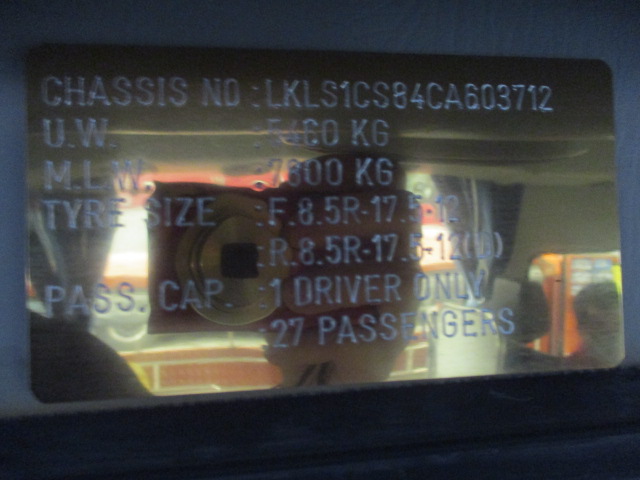 CHASSIS NO : LKLS1CS84CA603712
U.W. : 5460 KG
M.L.W. : 7800 KG
TYRE SIZE : F.8.5R-17.5-12
: R.8.5R-17.5-12(D)
PASS. CAP. : 1 DRIVER ONLY
: 27 PASSENGERS